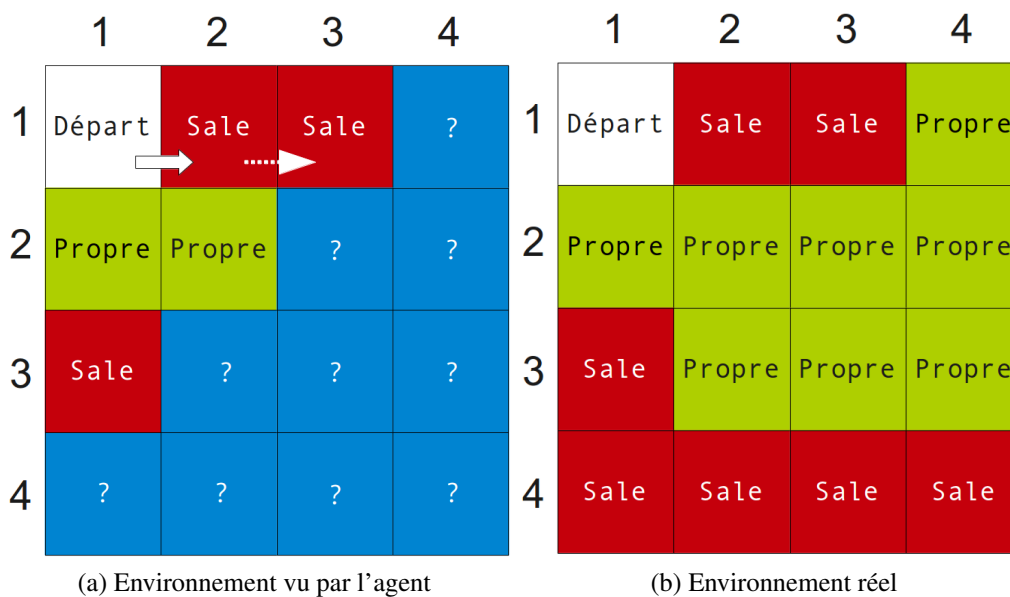 1 2 3 4
1 Départ Sale Sale ?
2 Propre Propre ? ?
3 Sale ? ? ?
4 ? ? ? ?
(a) Environnement vu par l'agent
1 2 3 4
1 Départ Sale Sale Propre
2 Propre Propre Propre Propre
3 Sale Propre Propre Propre
4 Sale Sale Sale Sale
(b) Environnement réel